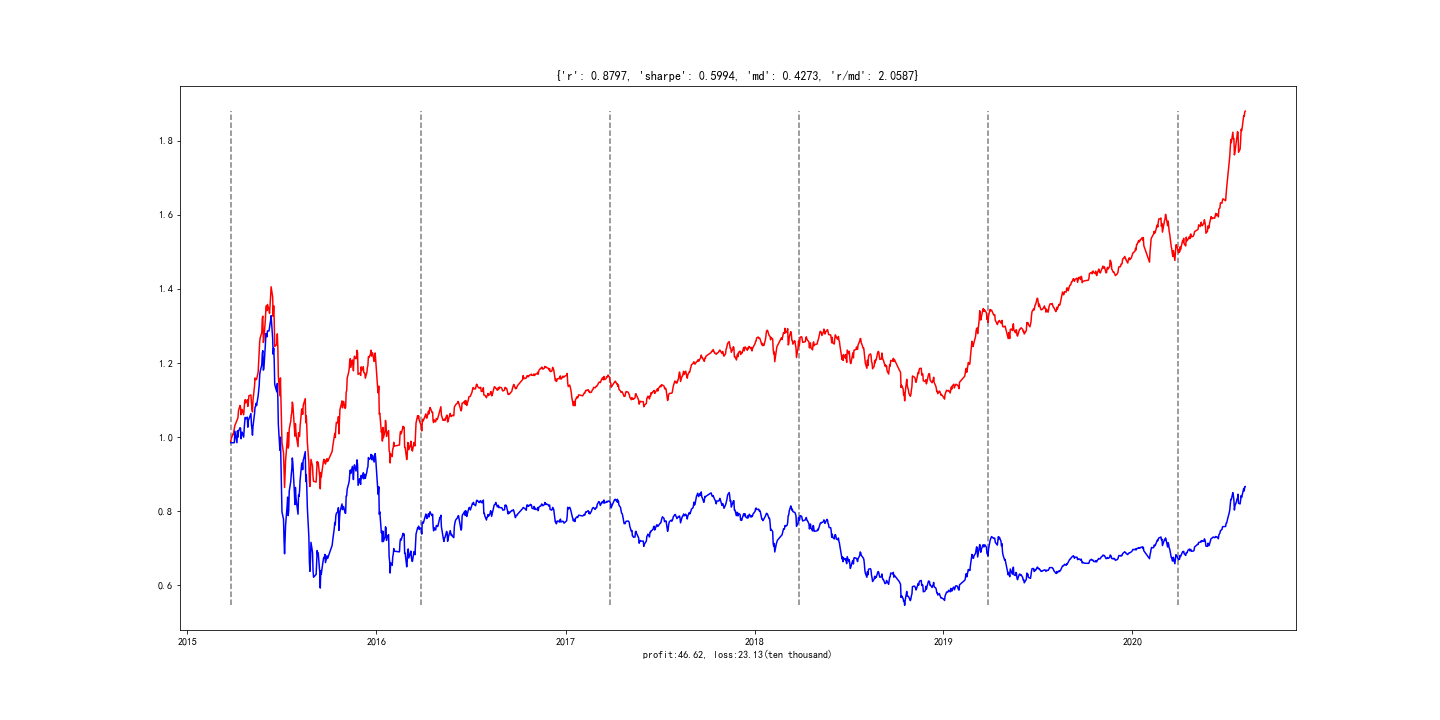 {'r': 0.8797, 'sharpe': 0.5994, 'md': 0.4273, 'r/md': 2.0587}
1.8
1.6
1.4
1.2
1.0
0.8
0.6
2015 2016 2017 2018 2019 2020
profit:46.62, loss:23.13(ten thousand)